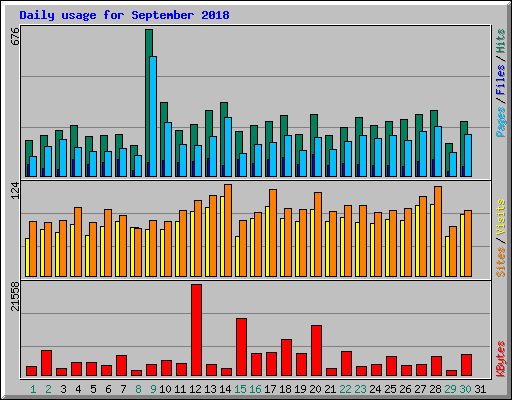 Daily usage for September 2018
676
Pages / Files / Hits
124
Sites / Visits
21558
KBytes
1 2 3 4 5 6 7 8 9 10 11 12 13 14 15 16 17 18 19 20 21 22 23 24 25 26 27 28 29 30 31